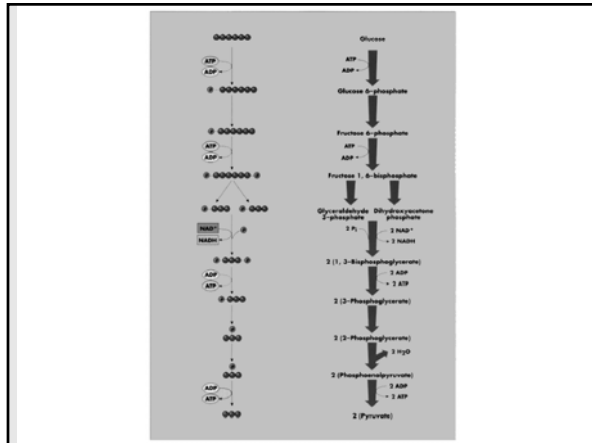 Glucose
ATP
ADP
ATP
ADP
Glucose 6-phosphate
Fructose 6-phosphate
ATP
ADP
ATP
ADP
Fructose 1, 6-bisphosphate
Glyceraldehyde
3-phosphate
Dihydroxyacetone
phosphate
NAD+
NADH
2 Pi
2 NAD+
2 NADH
2 (1, 3-Bisphosphoglycerate)
ADP
ATP
2 ADP
2 ATP
2 (3-Phosphoglycerate)
2 (2-Phosphoglycerate)
2 H2O
2 (Phosphoenolpyruvate)
ADP
ATP
2 ADP
2 ATP
2 (Pyruvate)